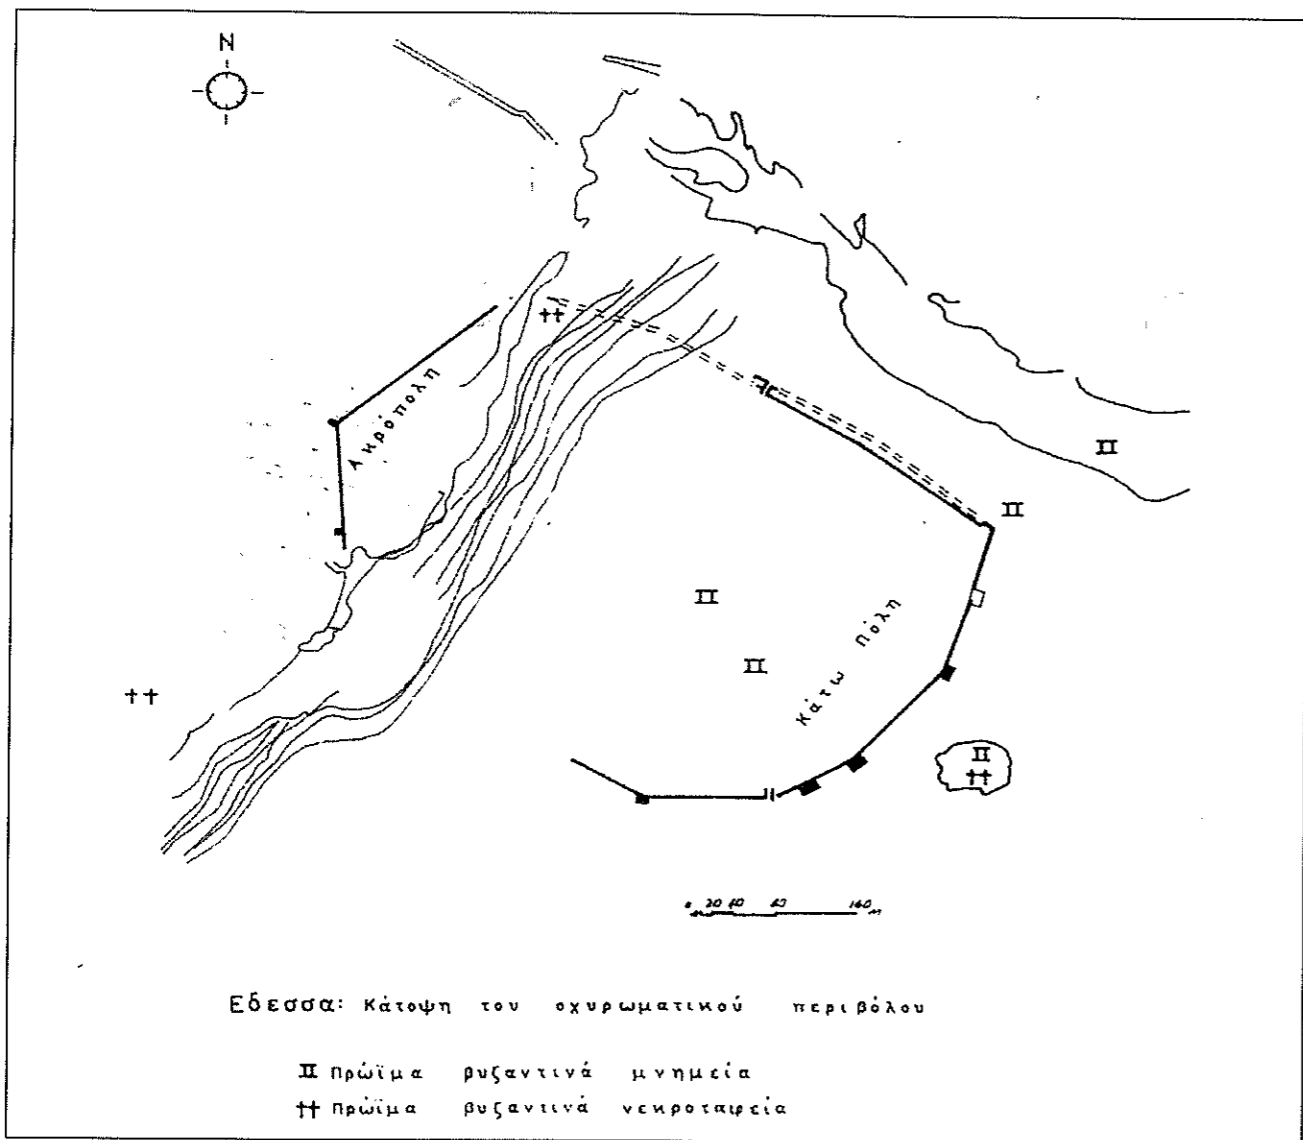 N
Ακρόπολη
Κάτω Πόλη
Εδεσσα: Κάτοψη του οχυρωματικού περιβόλου
Πρώϊμα βυζαντινά μνημεία
Πρώϊμα βυζαντινά νεκροταφεία